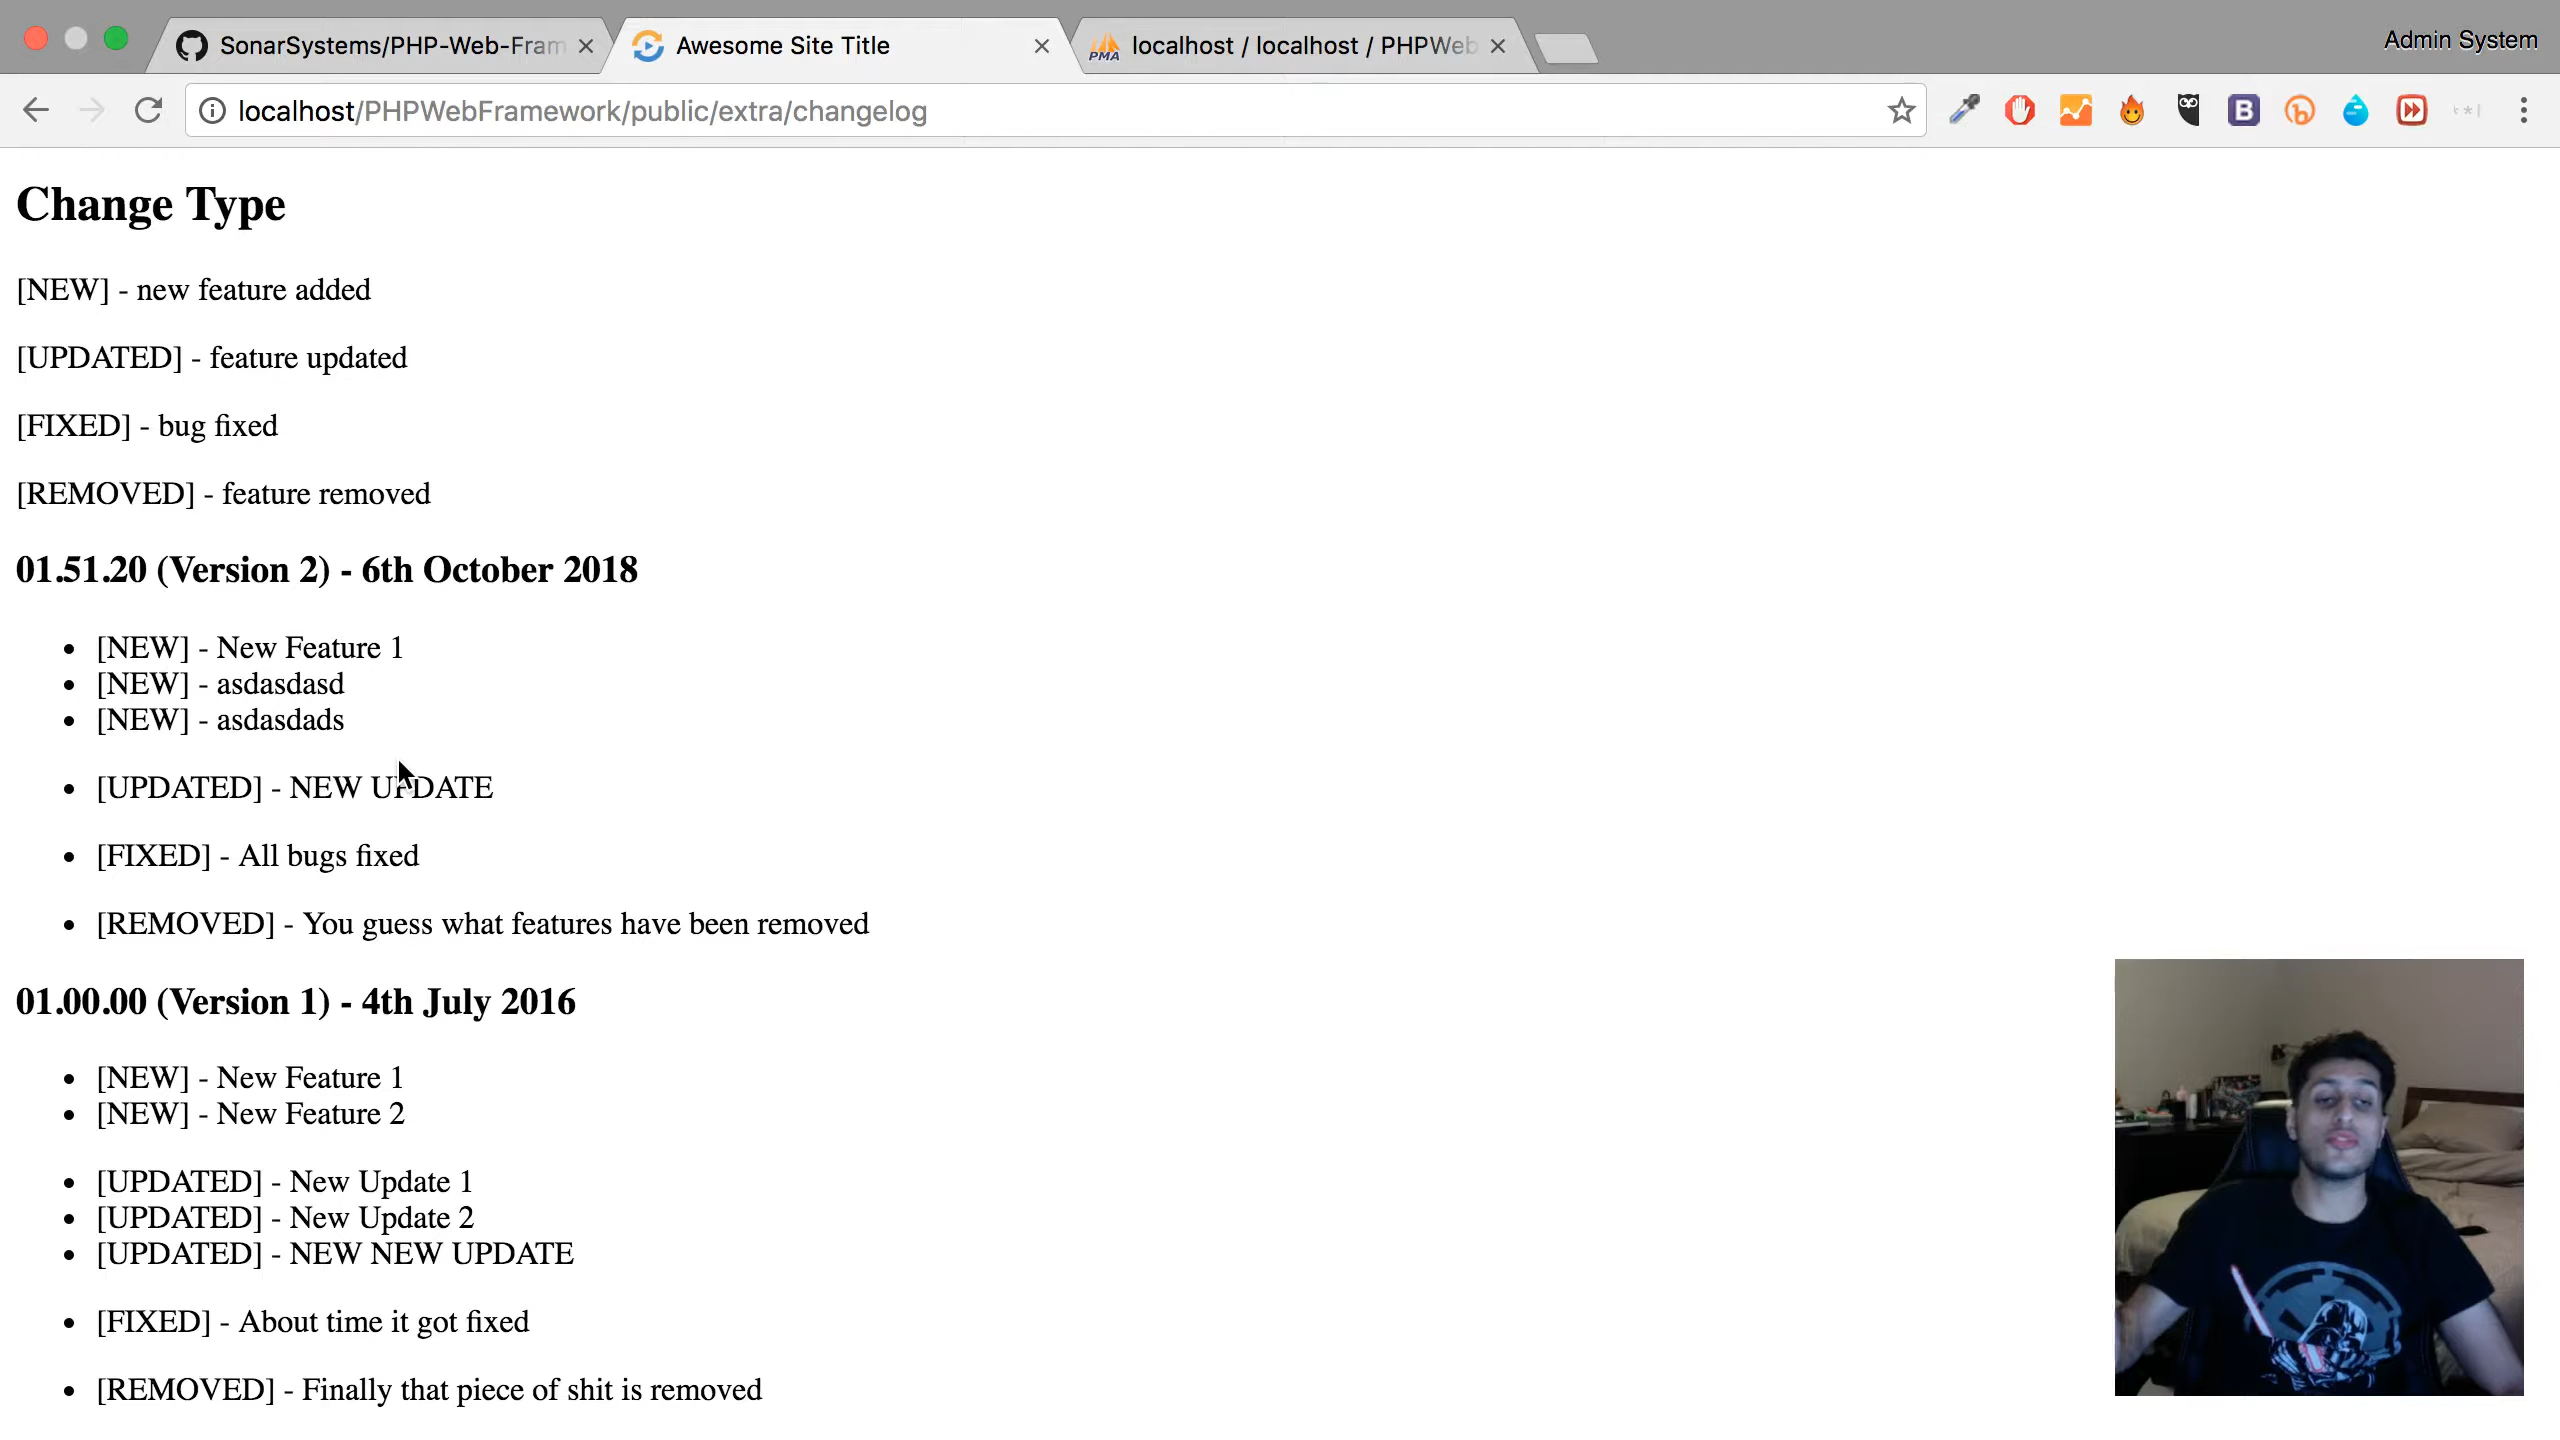 SonarSystems/PHP-Web-Fram
Awesome Site Title
PMA
localhost / localhost / PHPWeb
Admin System
localhost/PHPWebFramework/public/extra/changelog
B
Change Type
[NEW] - new feature added
[UPDATED] - feature updated
[FIXED] - bug fixed
[REMOVED] - feature removed
01.51.20 (Version 2) - 6th October 2018
• [NEW] - New Feature 1
• [NEW] - asdasdasd
• [NEW] - asdasdads
• [UPDATED] - NEW UPDATE
• [FIXED] - All bugs fixed
• [REMOVED] - You guess what features have been removed
01.00.00 (Version 1) - 4th July 2016
• [NEW] - New Feature 1
• [NEW] - New Feature 2
• [UPDATED] - New Update 1
• [UPDATED] - New Update 2
• [UPDATED] - NEW NEW UPDATE
• [FIXED] - About time it got fixed
• [REMOVED] - Finally that piece of shit is removed